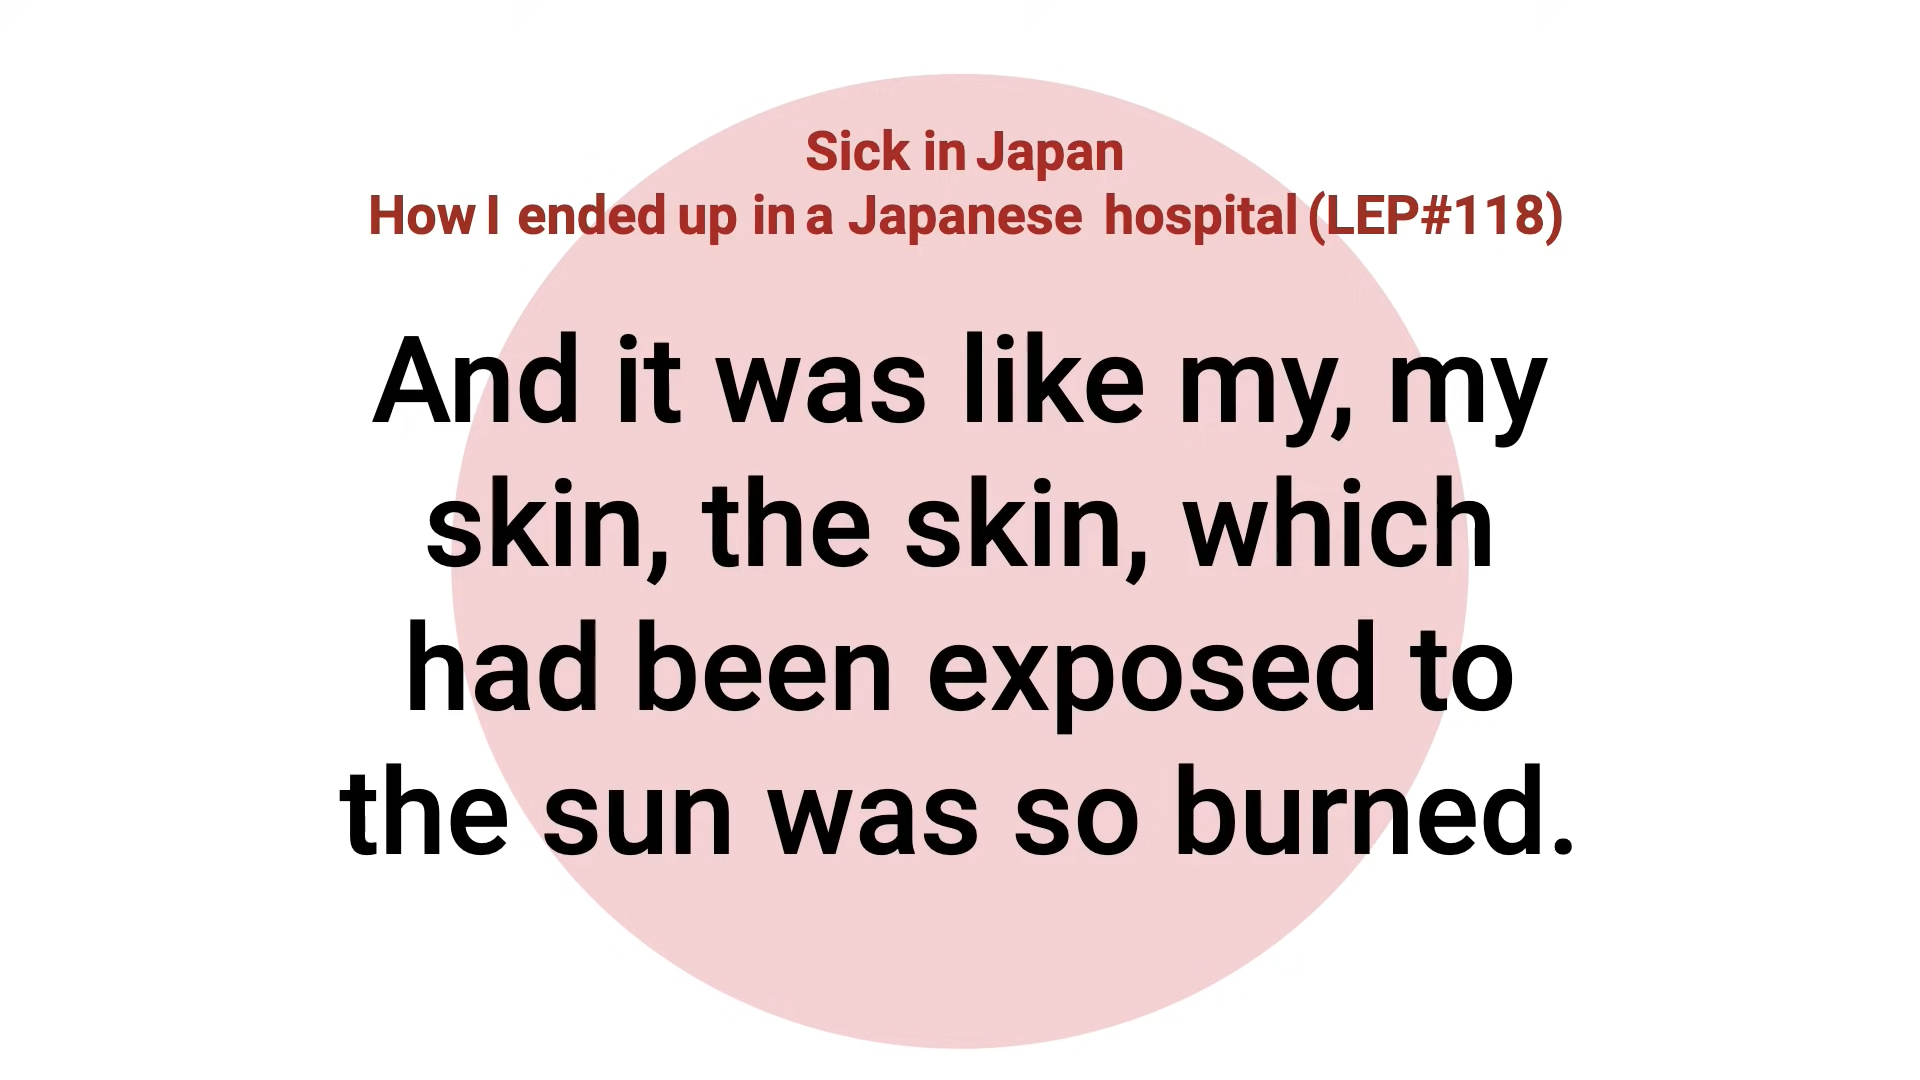 Sick in Japan
How I ended up in a Japanese hospital (LEP#118)
And it was like my, my
skin, the skin, which
had been exposed to
the sun was so burned.